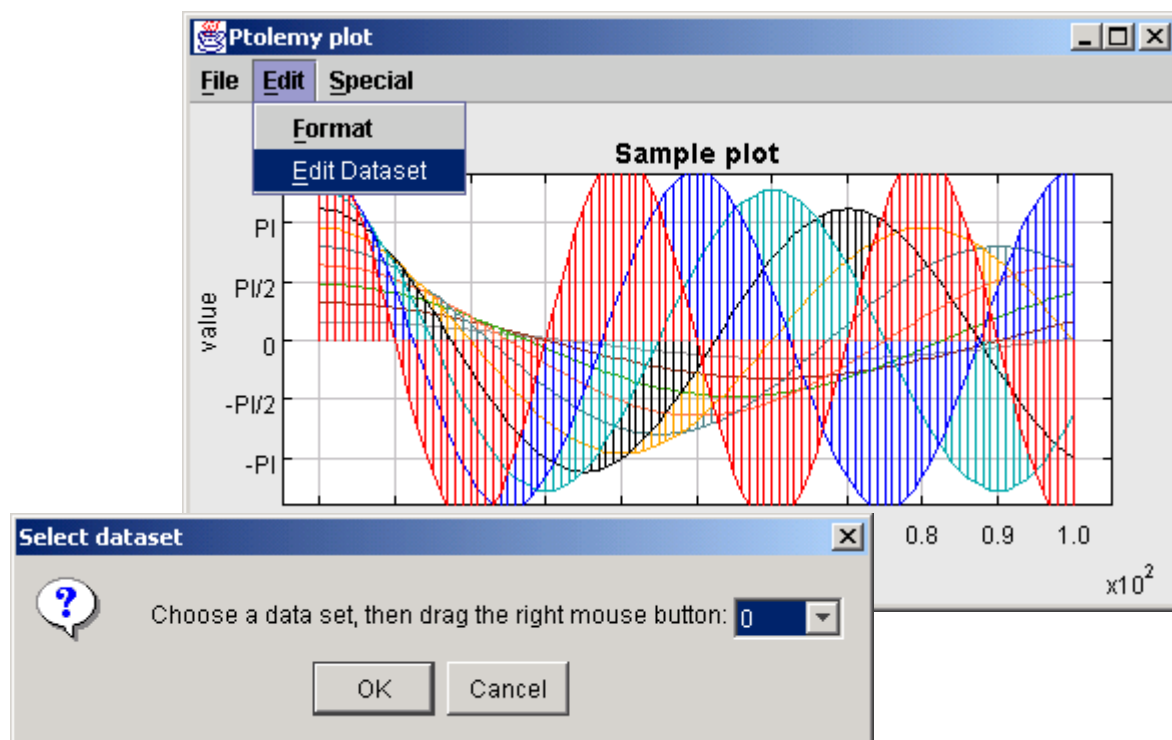 Ptolemy plot
File Edit Special
Format
Edit Dataset
Sample plot
value
PI
PI/2
0
-PI/2
-PI
0.8 0.9 1.0
x10²
Select dataset
?
Choose a data set, then drag the right mouse button: 0
OK Cancel